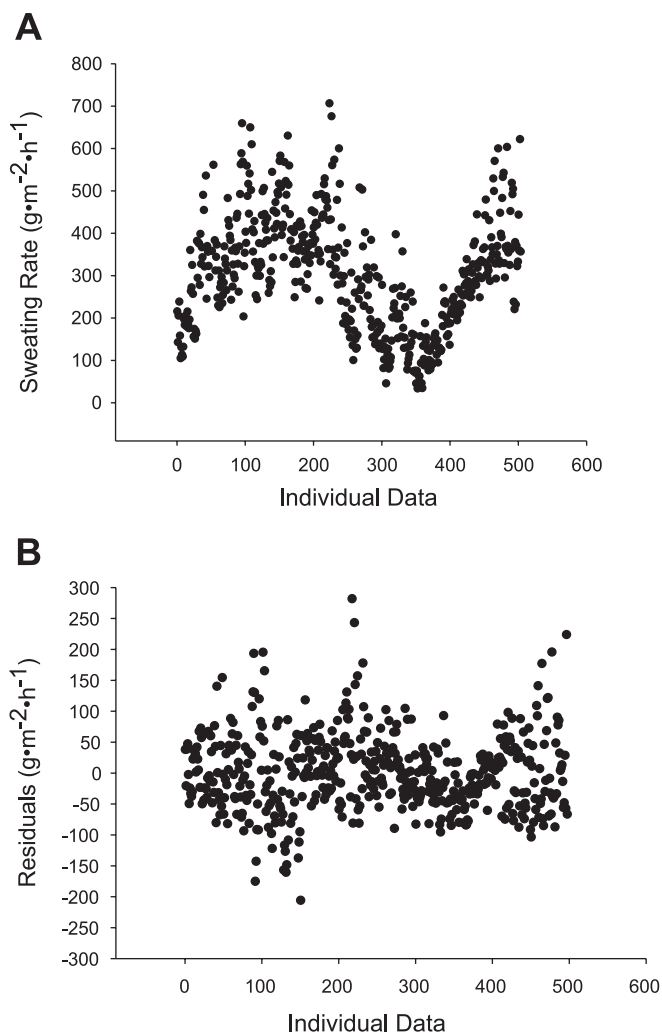 A
Sweating Rate (g•m-2•h-1)
800
700
600
500
400
300
200
100
0
0 100 200 300 400 500 600
Individual Data
B
Residuals (g•m-2•h-1)
300
250
200
150
100
50
0
-50
-100
-150
-200
-250
-300
0 100 200 300 400 500 600
Individual Data